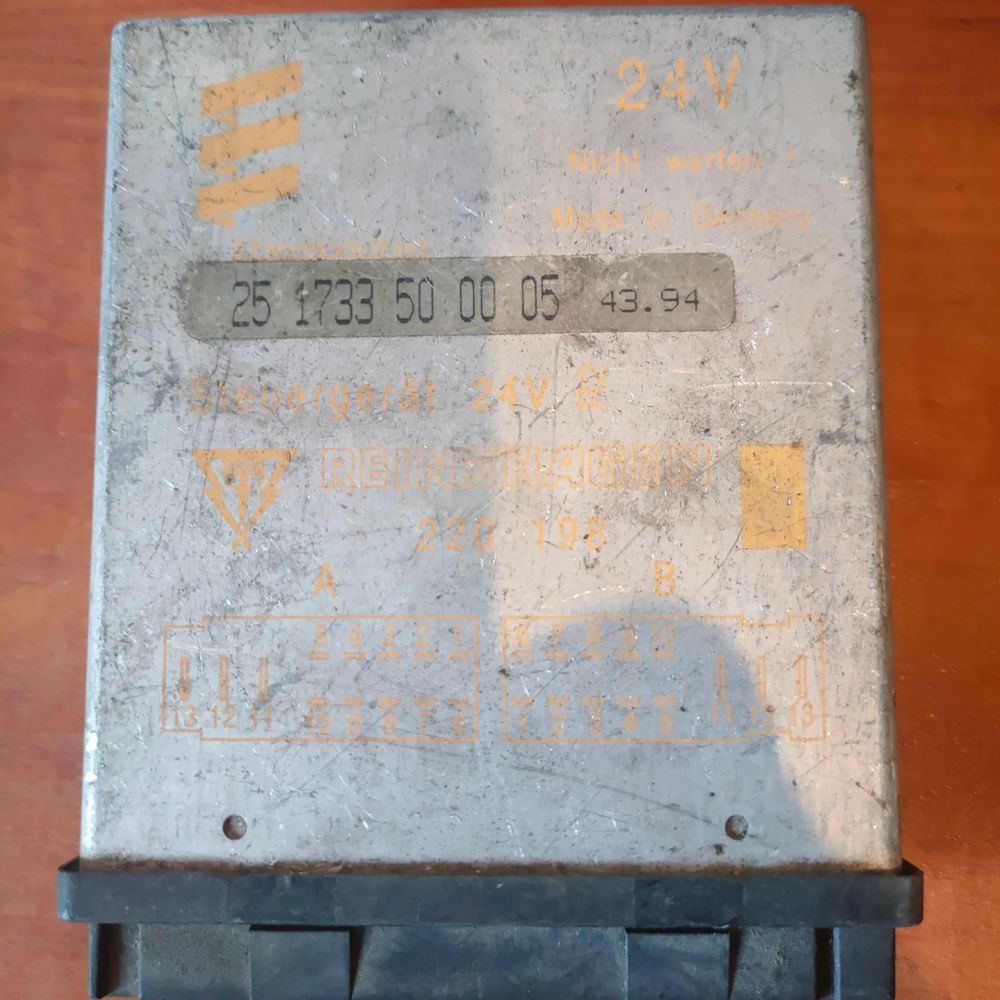 24V
Nicht werfen !
Made in Germany
Eberspächer
25 1733 50 00 05 43.94
Steuergerät 24V
REINSHAGEN
220 198
A B
5 4 3 2 1 6 7 8 9 10
13 12 11 10 9 8 7 6 1 2 3 4 5 11 12 13